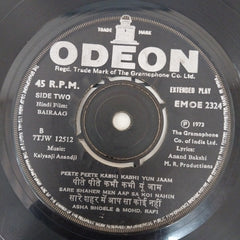 TRADE MARK
ODEON
Regd. Trade Mark of The Gramophone Co. Ltd.
45 R.P.M.
EXTENDED PLAY
SIDE TWO
EMOE 2324
Hindi Film:
BAIRAAG
B
7TJW 12512
℗ 1973
The Gramophone
Co. of India Ltd.
Music:
Kalyanji Anandji
Lyrics:
Anand Bakshi
M. R. Productions
PEETE PEETE KABHI KABHI YUN JAAM
पीते पीते कभी कभी यूं जाम
SARE SHAHER MEN AAP SA KOI NAHIN
सारे शहर में आप सा कोई नहीं
ASHA BHOSLE & MOHD. RAFI